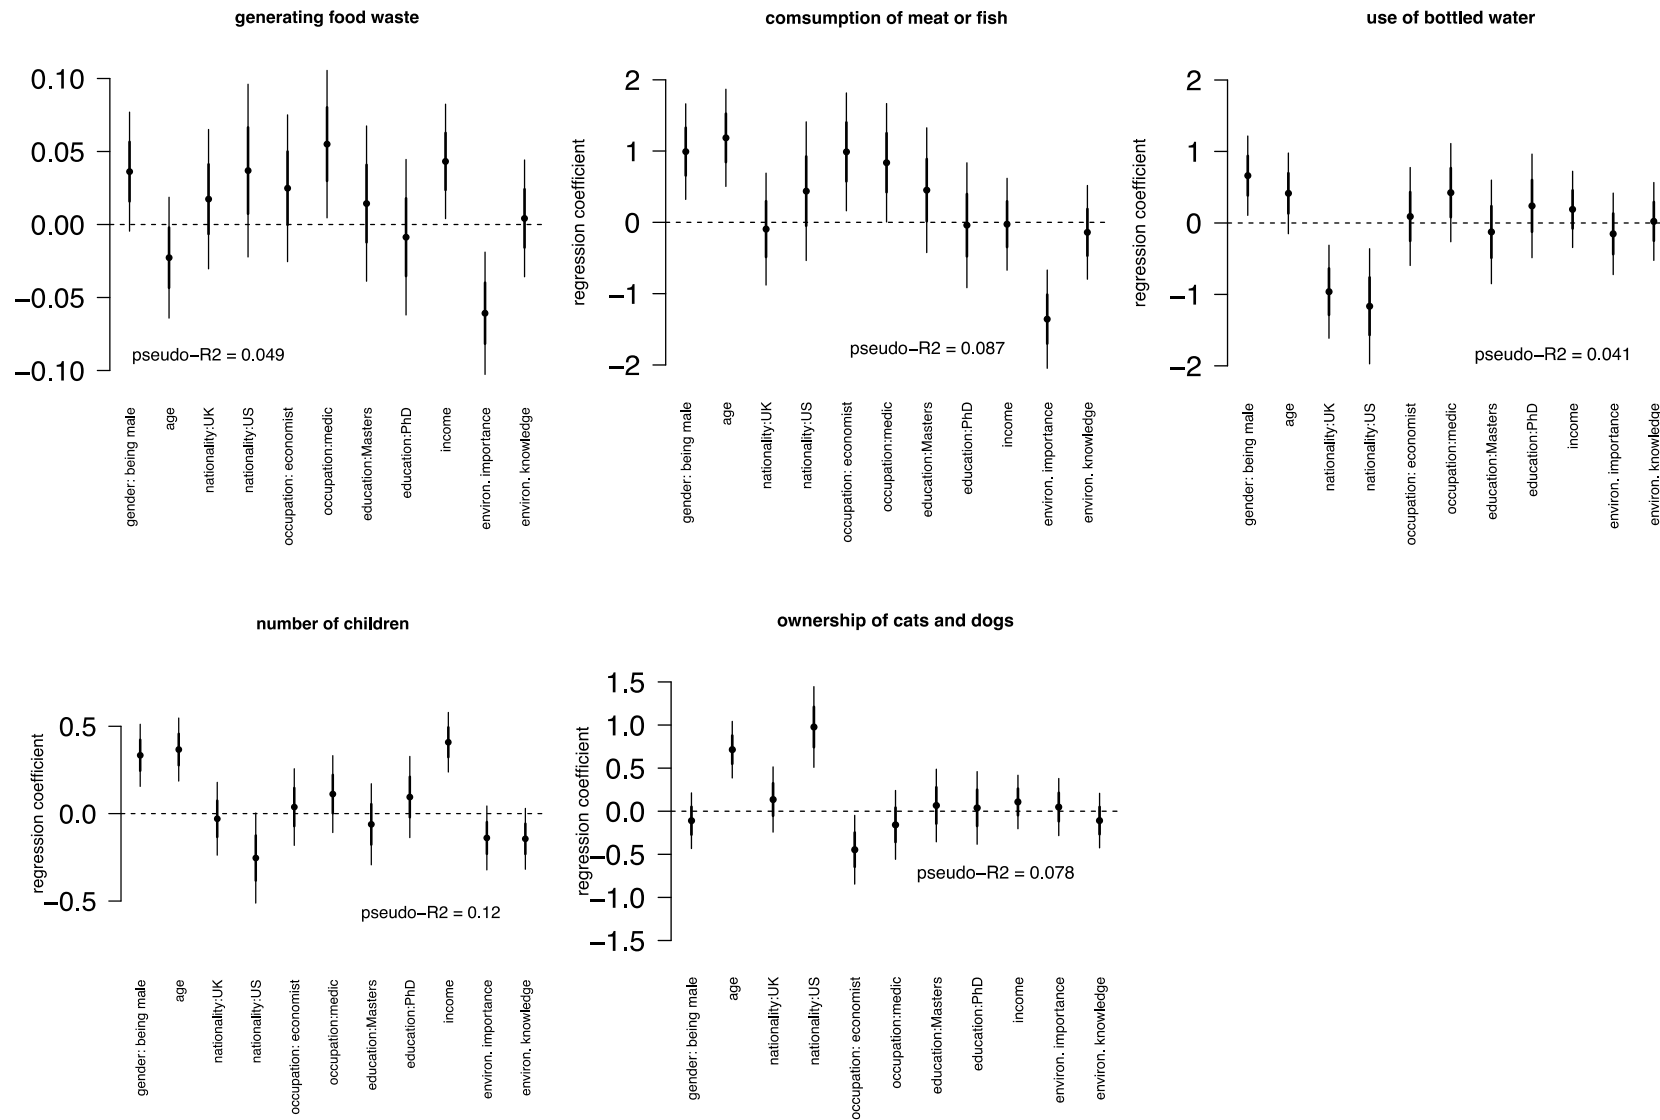 generating food waste
0.10
0.05
0.00
−0.05
−0.10
pseudo−R2 = 0.049
gender: being male
age
nationality:UK
nationality:US
occupation: economist
occupation:medic
education:Masters
education:PhD
income
environ. importance
environ. knowledge
comsumption of meat or fish
regression coefficient
2
1
0
−1
−2
pseudo−R2 = 0.087
gender: being male
age
nationality:UK
nationality:US
occupation: economist
occupation:medic
education:Masters
education:PhD
income
environ. importance
environ. knowledge
use of bottled water
regression coefficient
2
1
0
−1
−2
pseudo−R2 = 0.041
gender: being male
age
nationality:UK
nationality:US
occupation: economist
occupation:medic
education:Masters
education:PhD
income
environ. importance
environ. knowledge
number of children
regression coefficient
0.5
0.0
−0.5
pseudo−R2 = 0.12
gender: being male
age
nationality:UK
nationality:US
occupation: economist
occupation:medic
education:Masters
education:PhD
income
environ. importance
environ. knowledge
ownership of cats and dogs
regression coefficient
1.5
1.0
0.5
0.0
−0.5
−1.0
−1.5
pseudo−R2 = 0.078
gender: being male
age
nationality:UK
nationality:US
occupation: economist
occupation:medic
education:Masters
education:PhD
income
environ. importance
environ. knowledge